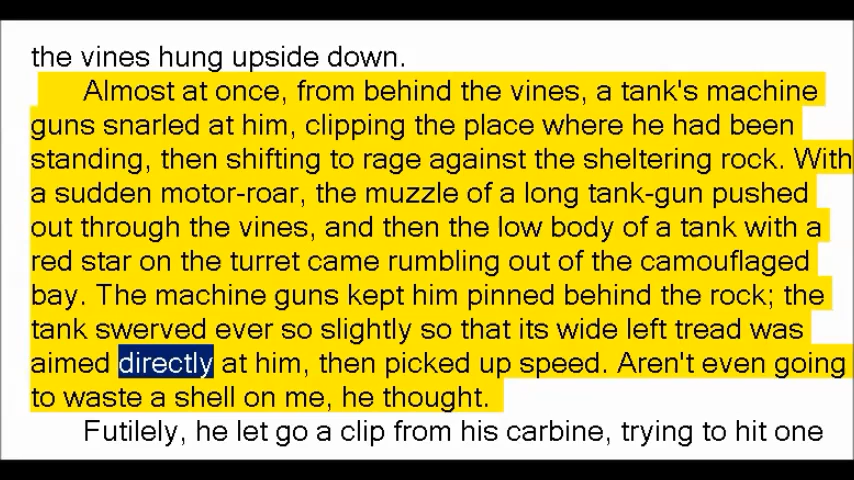 the vines hung upside down.
Almost at once, from behind the vines, a tank's machine
guns snarled at him, clipping the place where he had been
standing, then shifting to rage against the sheltering rock. With
a sudden motor-roar, the muzzle of a long tank-gun pushed
out through the vines, and then the low body of a tank with a
red star on the turret came rumbling out of the camouflaged
bay. The machine guns kept him pinned behind the rock; the
tank swerved ever so slightly so that its wide left tread was
aimed directly at him, then picked up speed. Aren't even going
to waste a shell on me, he thought.
Futilely, he let go a clip from his carbine, trying to hit one